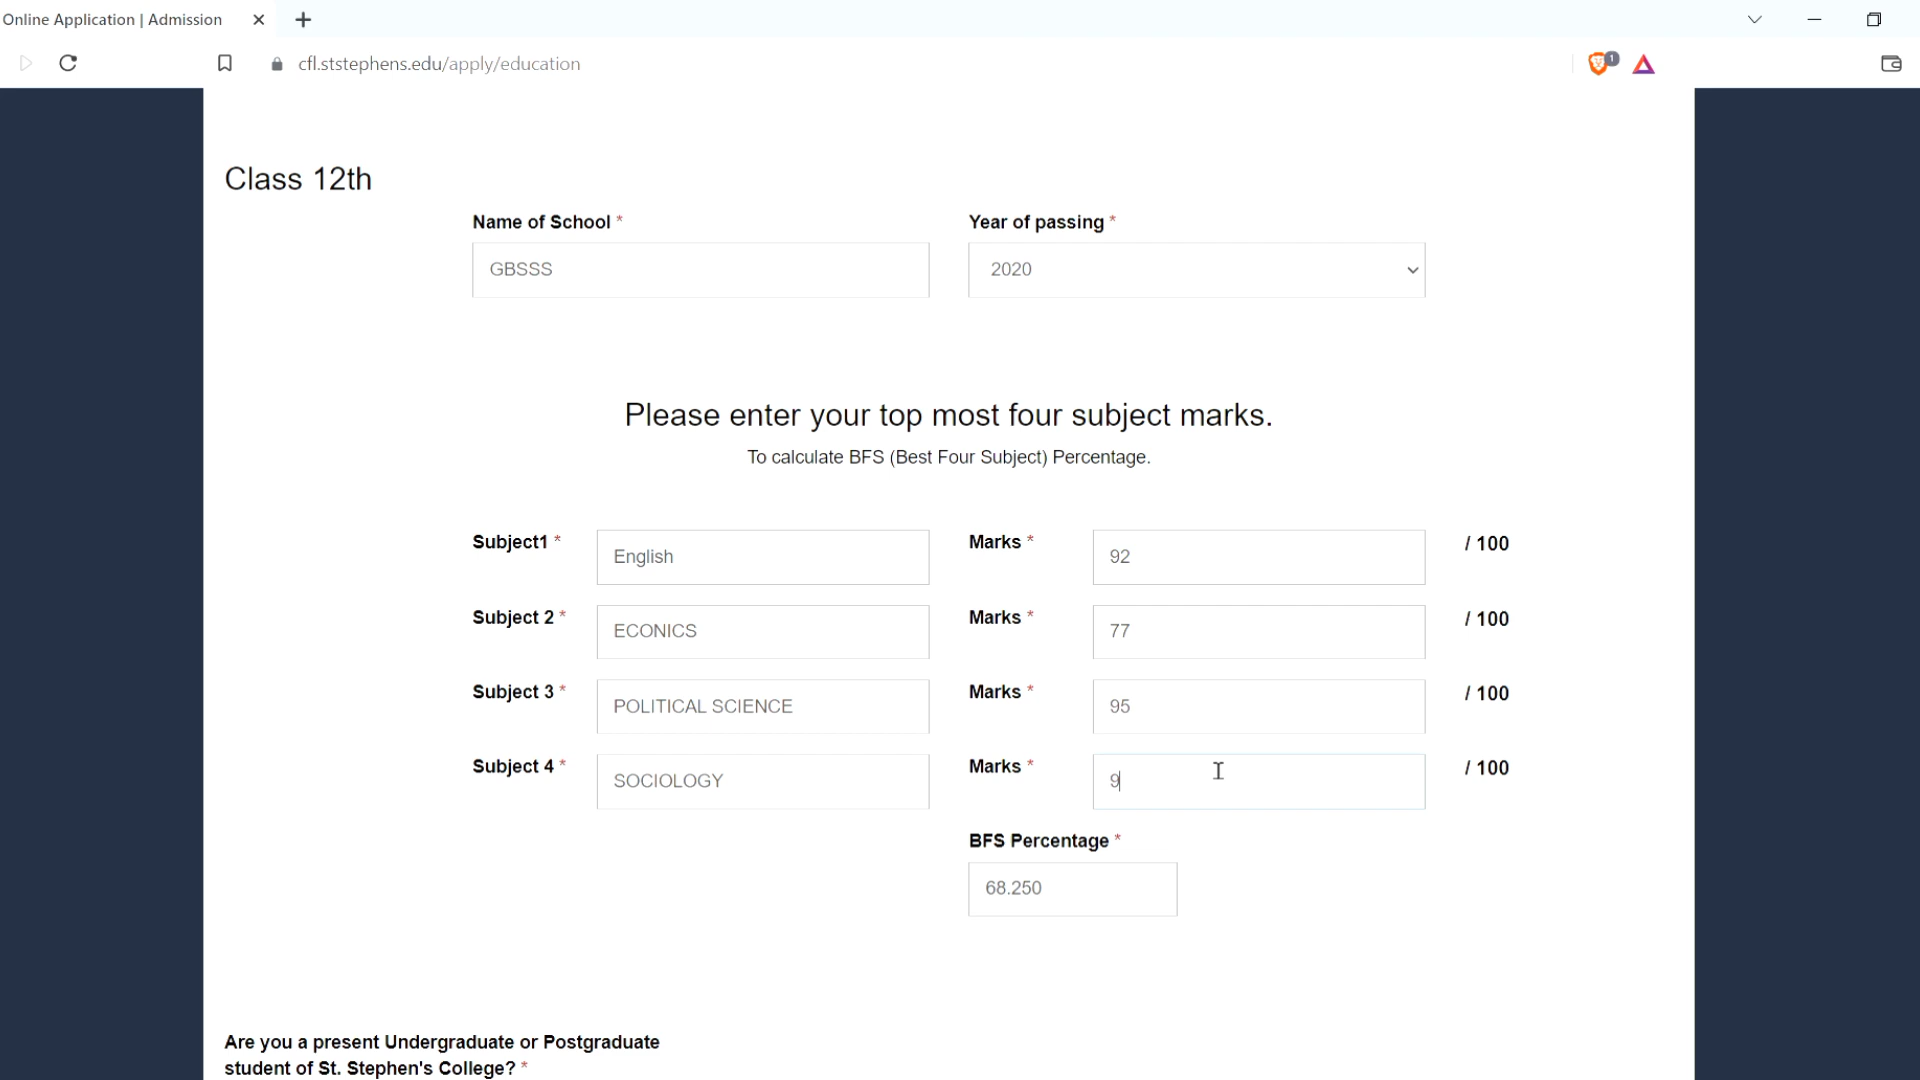 Online Application | Admission
cfl.ststephens.edu/apply/education
1
Class 12th
Name of School * Year of passing *
GBSSS 2020
Please enter your top most four subject marks.
To calculate BFS (Best Four Subject) Percentage.
Subject1 * English Marks * 92 / 100
Subject 2 * ECONICS Marks * 77 / 100
Subject 3 * POLITICAL SCIENCE Marks * 95 / 100
Subject 4 * SOCIOLOGY Marks * 9 / 100
BFS Percentage *
68.250
Are you a present Undergraduate or Postgraduate
student of St. Stephen's College? *